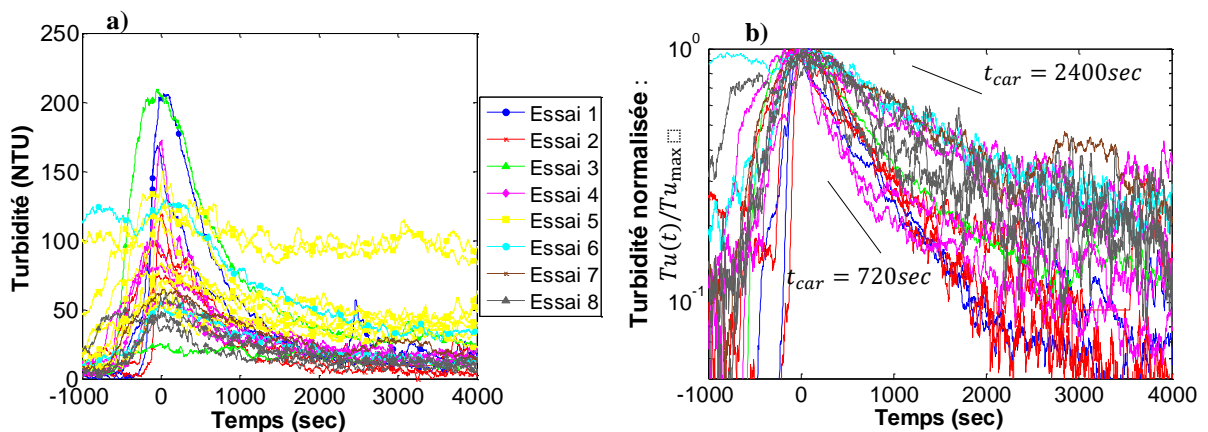 a)
250
200
150
100
50
0
-1000 0 1000 2000 3000 4000
Turbidité (NTU)
Temps (sec)
Essai 1
Essai 2
Essai 3
Essai 4
Essai 5
Essai 6
Essai 7
Essai 8
b)
10^0
10^-1
-1000 0 1000 2000 3000 4000
Turbidité normalisée :
Tu(t)/Tu_max
Temps (sec)
t_car = 2400sec
t_car = 720sec